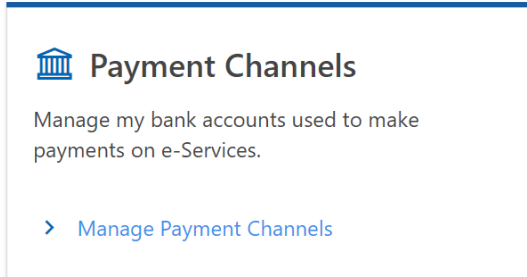 Payment Channels
Manage my bank accounts used to make
payments on e-Services.
Manage Payment Channels